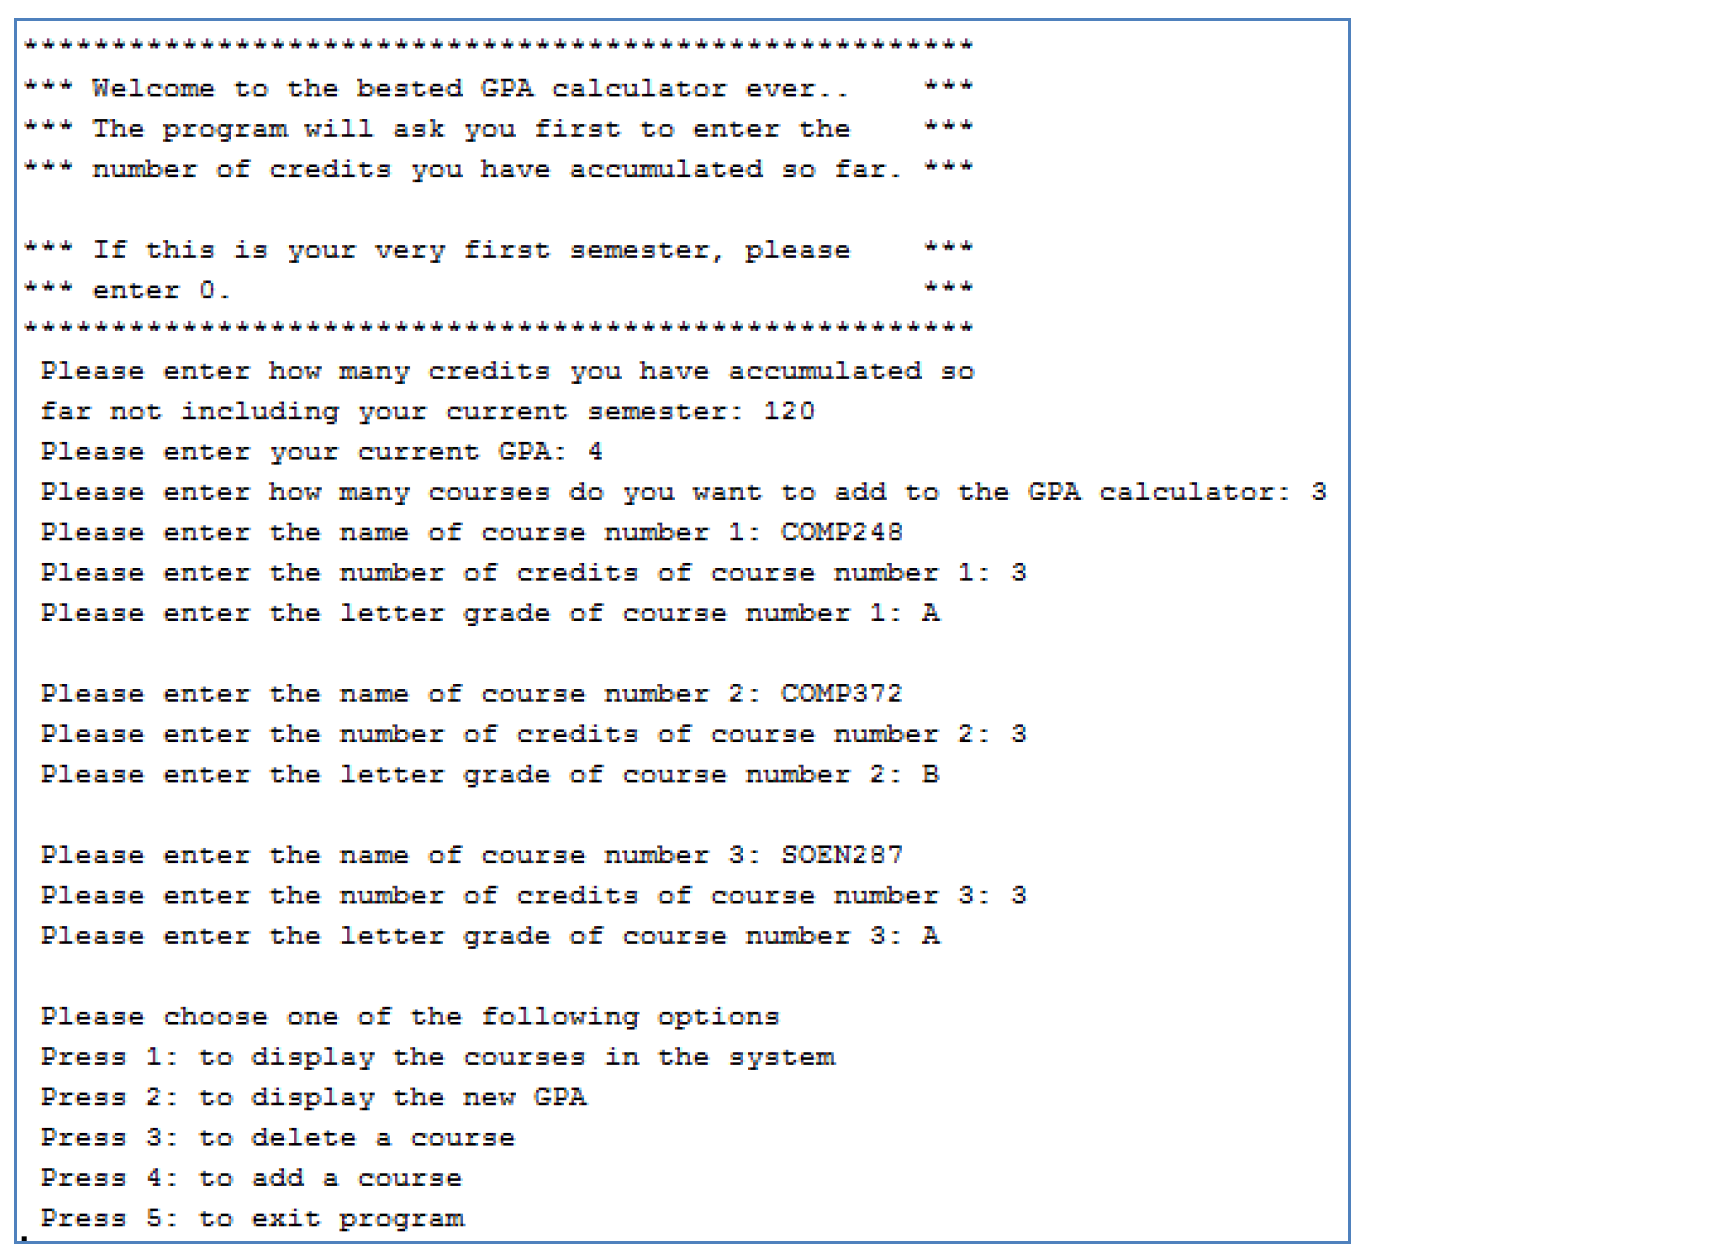 ******************************************************
*** Welcome to the bested GPA calculator ever..    ***
*** The program will ask you first to enter the    ***
*** number of credits you have accumulated so far. ***
*** If this is your very first semester, please    ***
*** enter 0.                                       ***
******************************************************
Please enter how many credits you have accumulated so
far not including your current semester: 120
Please enter your current GPA: 4
Please enter how many courses do you want to add to the GPA calculator: 3
Please enter the name of course number 1: COMP248
Please enter the number of credits of course number 1: 3
Please enter the letter grade of course number 1: A
Please enter the name of course number 2: COMP372
Please enter the number of credits of course number 2: 3
Please enter the letter grade of course number 2: B
Please enter the name of course number 3: SOEN287
Please enter the number of credits of course number 3: 3
Please enter the letter grade of course number 3: A
Please choose one of the following options
Press 1: to display the courses in the system
Press 2: to display the new GPA
Press 3: to delete a course
Press 4: to add a course
Press 5: to exit program